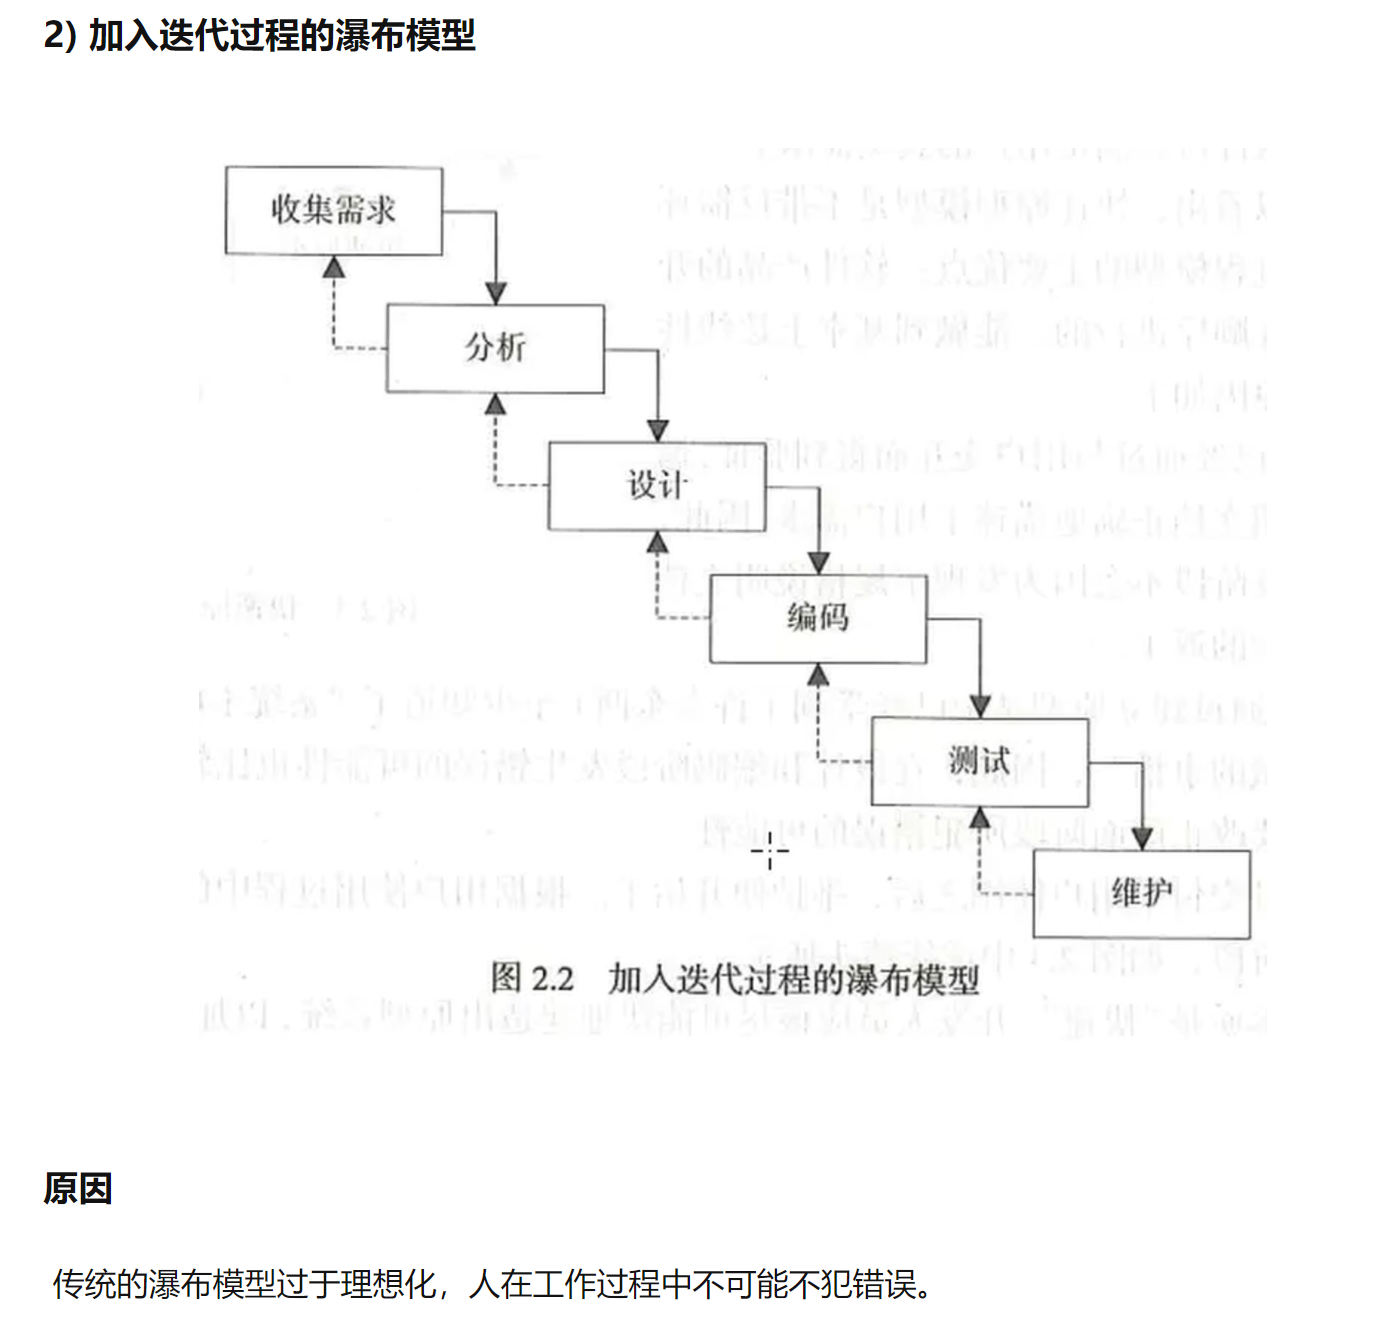 2) 加入迭代过程的瀑布模型
收集需求
分析
设计
编码
测试
维护
图 2.2 加入迭代过程的瀑布模型
原因
传统的瀑布模型过于理想化，人在工作过程中不可能不犯错误。